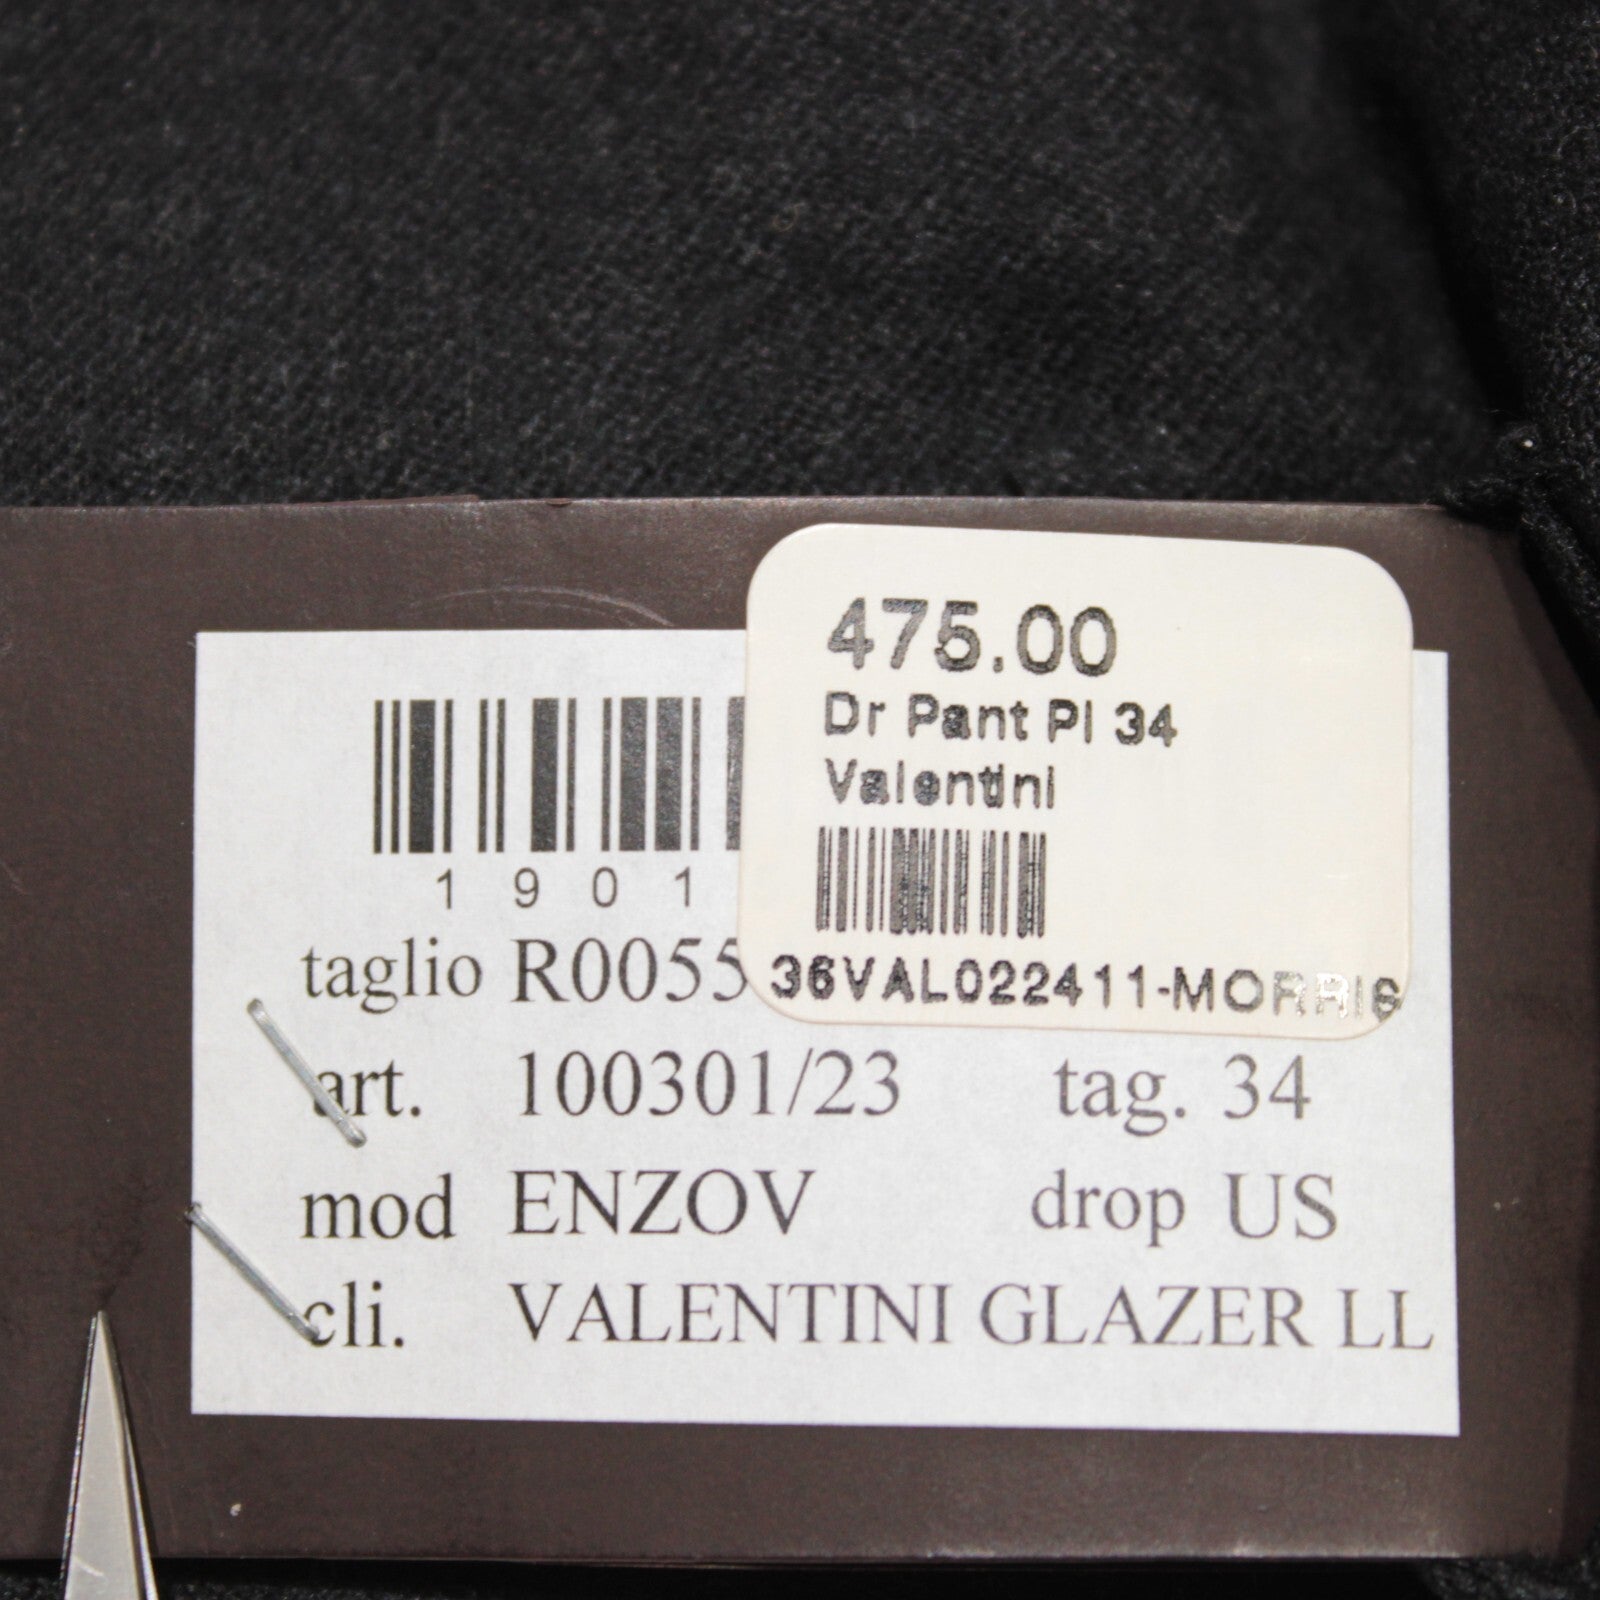 475.00
Dr Pant Pl 34
Valentini
36VAL022411-MORRIS
1 9 0 1
taglio R0055
art. 100301/23 tag. 34
mod ENZOV drop US
cli. VALENTINI GLAZER LL